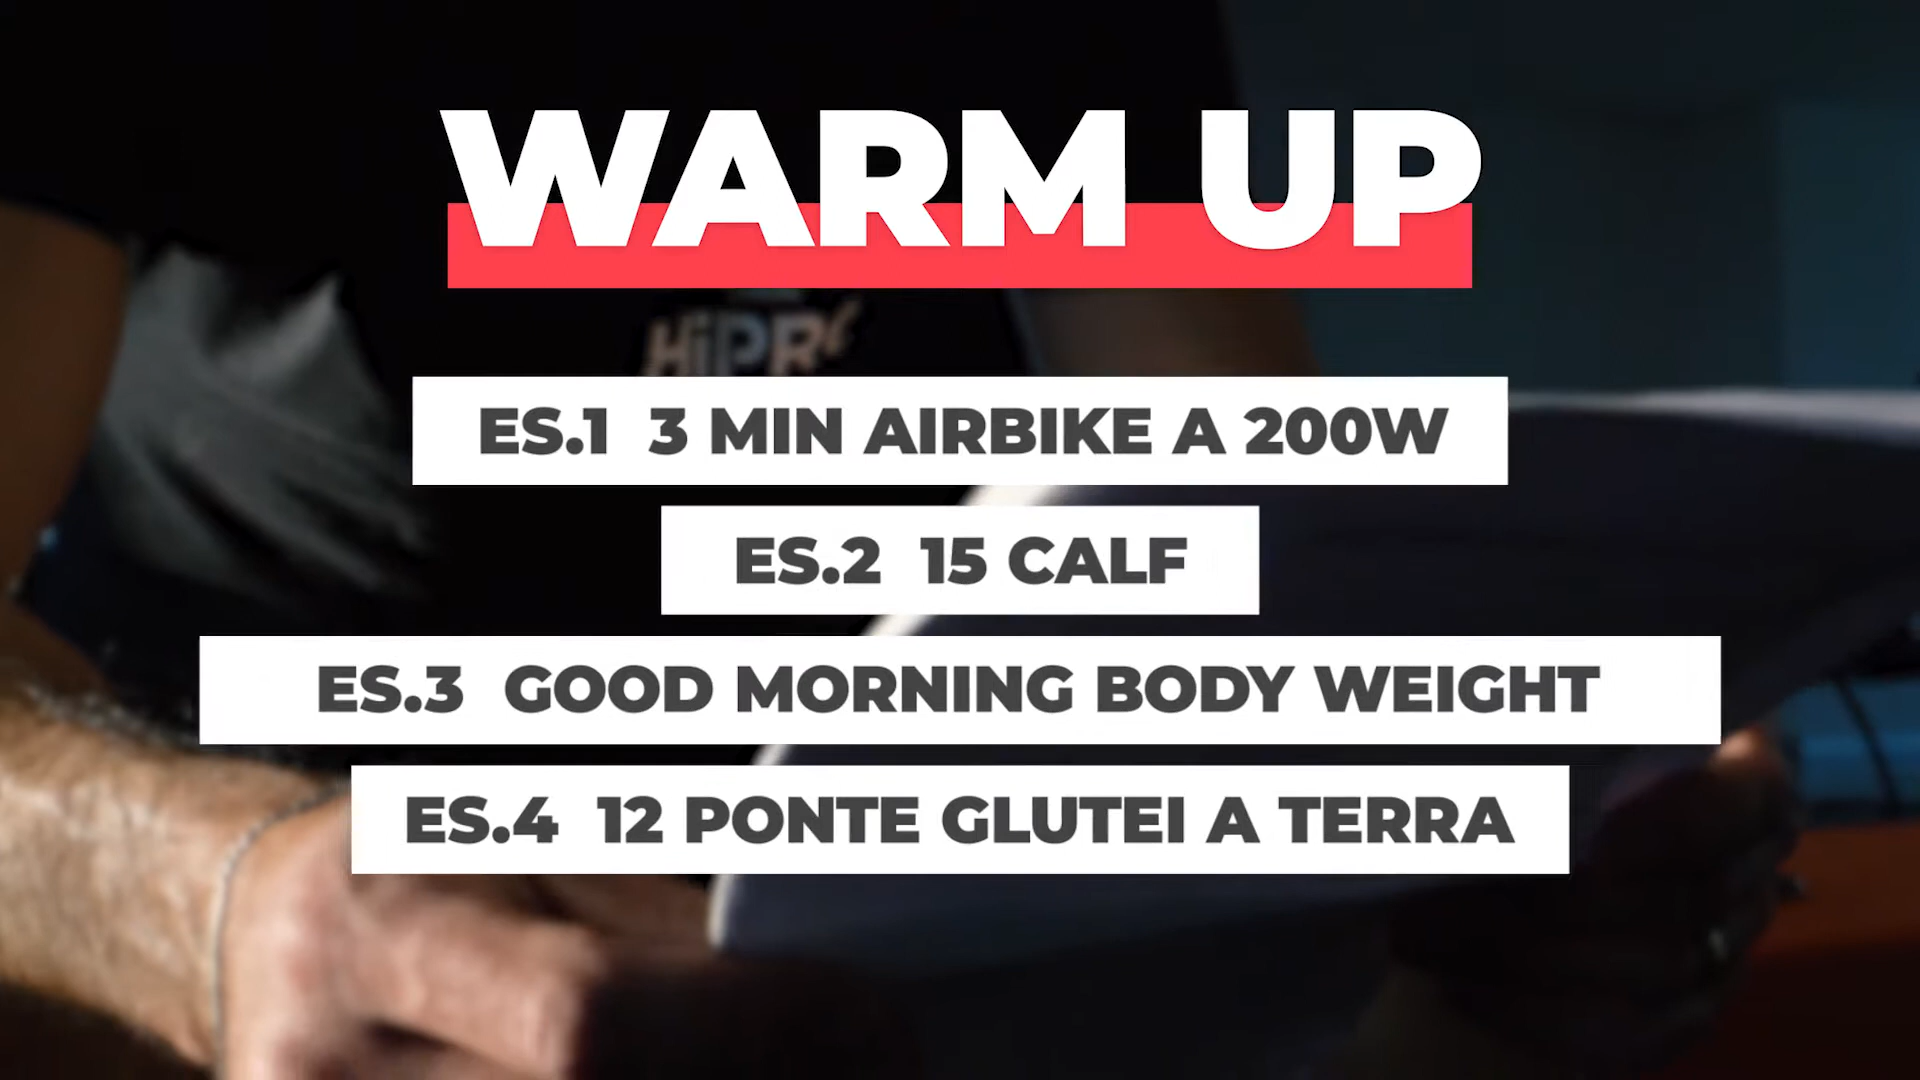 WARM UP
HiPRO
ES.1 3 MIN AIRBIKE A 200W
ES.2 15 CALF
ES.3 GOOD MORNING BODY WEIGHT
ES.4 12 PONTE GLUTEI A TERRA